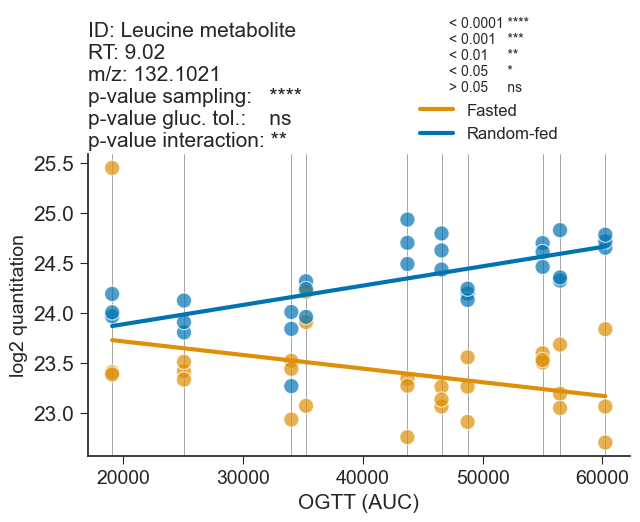 ID: Leucine metabolite
RT: 9.02
m/z: 132.1021
p-value sampling: ****
p-value gluc. tol.: ns
p-value interaction: **
< 0.0001 ****
< 0.001 ***
< 0.01 **
< 0.05 *
> 0.05 ns
Fasted
Random-fed
log2 quantitation
25.5
25.0
24.5
24.0
23.5
23.0
20000 30000 40000 50000 60000
OGTT (AUC)